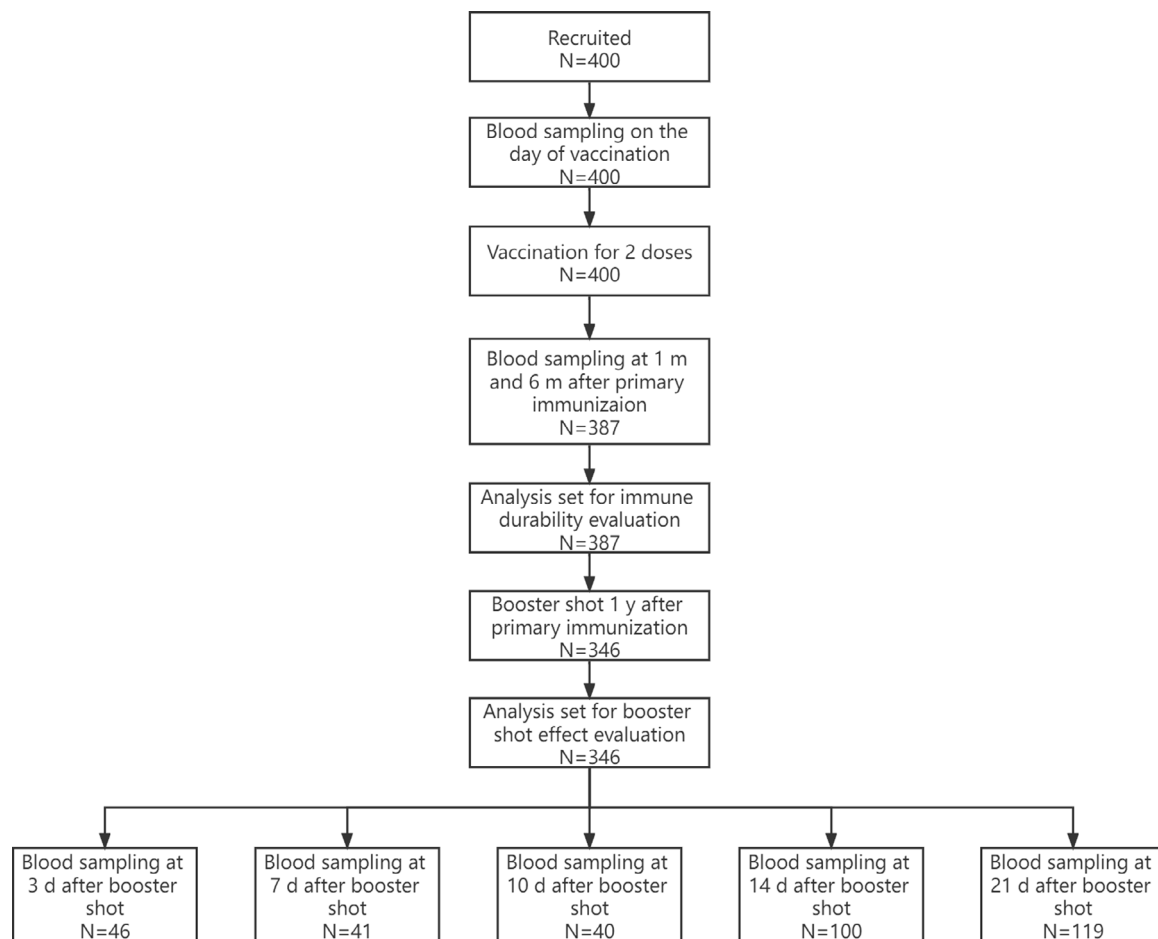 Recruited
N=400
Blood sampling on the
day of vaccination
N=400
Vaccination for 2 doses
N=400
Blood sampling at 1 m
and 6 m after primary
immunizaion
N=387
Analysis set for immune
durability evaluation
N=387
Booster shot 1 y after
primary immunization
N=346
Analysis set for booster
shot effect evaluation
N=346
Blood sampling at
3 d after booster
shot
N=46
Blood sampling at
7 d after booster
shot
N=41
Blood sampling at
10 d after booster
shot
N=40
Blood sampling at
14 d after booster
shot
N=100
Blood sampling at
21 d after booster
shot
N=119